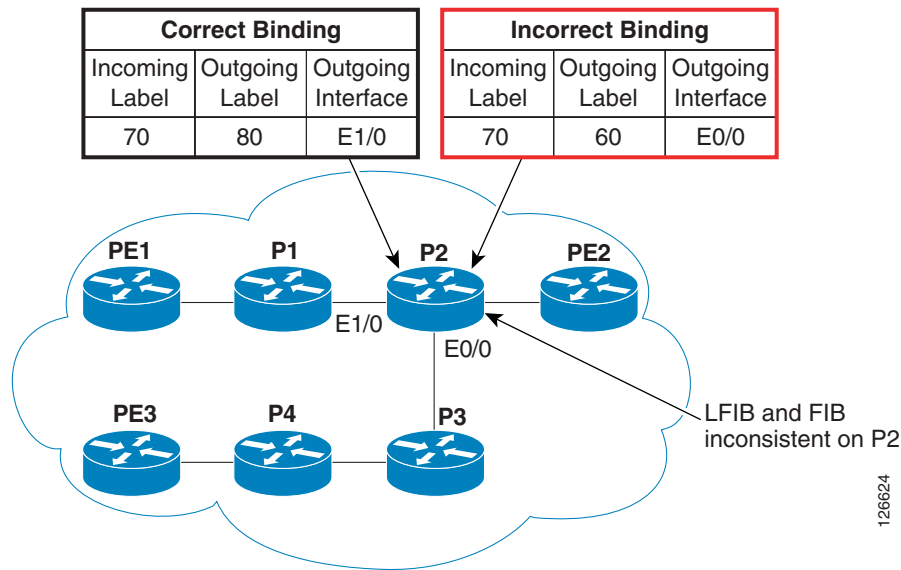 Correct Binding
Incoming Label
Outgoing Label
Outgoing Interface
70
80
E1/0
Incorrect Binding
Incoming Label
Outgoing Label
Outgoing Interface
70
60
E0/0
PE1
P1
P2
PE2
E1/0
E0/0
PE3
P4
P3
LFIB and FIB
inconsistent on P2
126624